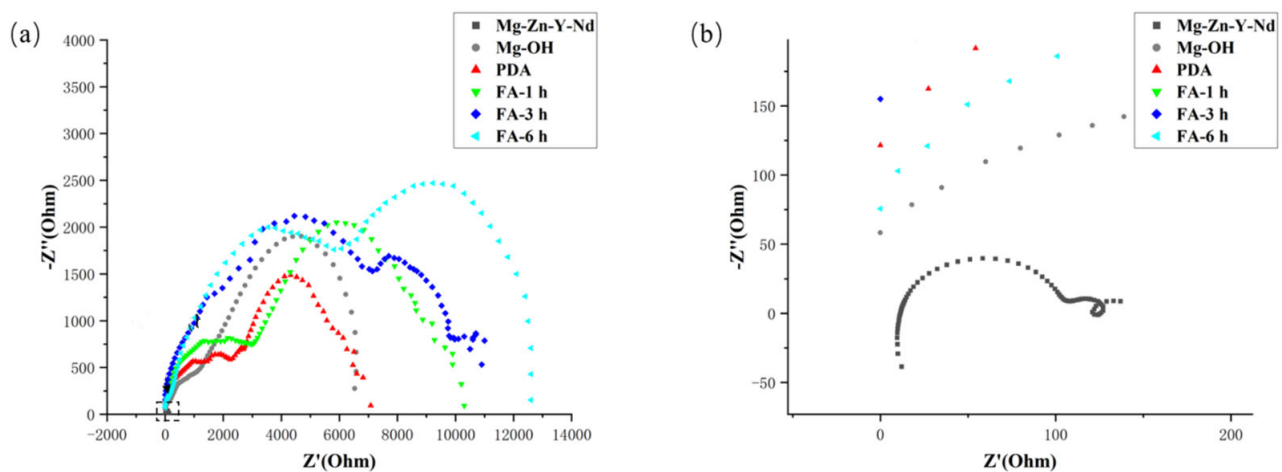 (a)
4000
3500
3000
2500
2000
1500
1000
500
0
-Z''(Ohm)
−2000 0 2000 4000 6000 8000 10000 12000 14000
Z'(Ohm)
Mg-Zn-Y-Nd
Mg-OH
PDA
FA-1 h
FA-3 h
FA-6 h
(b)
150
100
50
0
−50
-Z''(Ohm)
0 100 200
Z'(Ohm)
Mg-Zn-Y-Nd
Mg-OH
PDA
FA-1 h
FA-3 h
FA-6 h